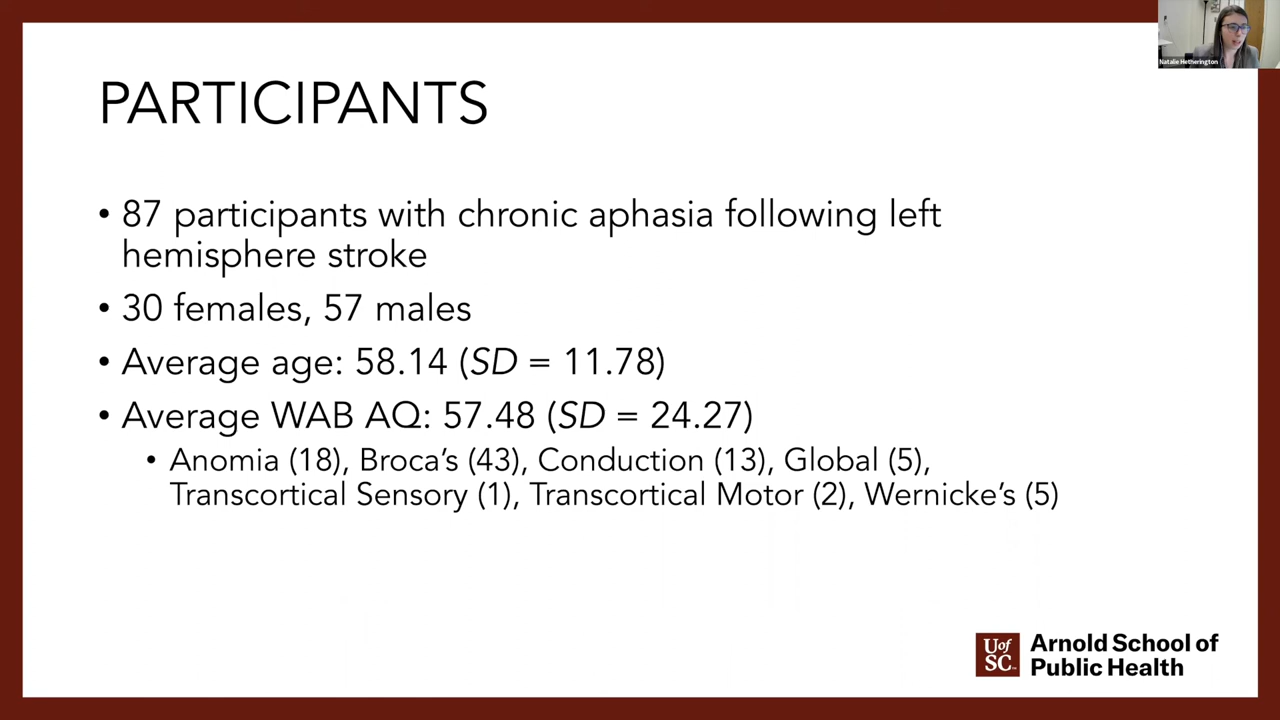 Natalie Hetherington
PARTICIPANTS
• 87 participants with chronic aphasia following left
hemisphere stroke
• 30 females, 57 males
• Average age: 58.14 (SD = 11.78)
• Average WAB AQ: 57.48 (SD = 24.27)
• Anomia (18), Broca’s (43), Conduction (13), Global (5),
Transcortical Sensory (1), Transcortical Motor (2), Wernicke’s (5)
UofSC
Arnold School of
Public Health